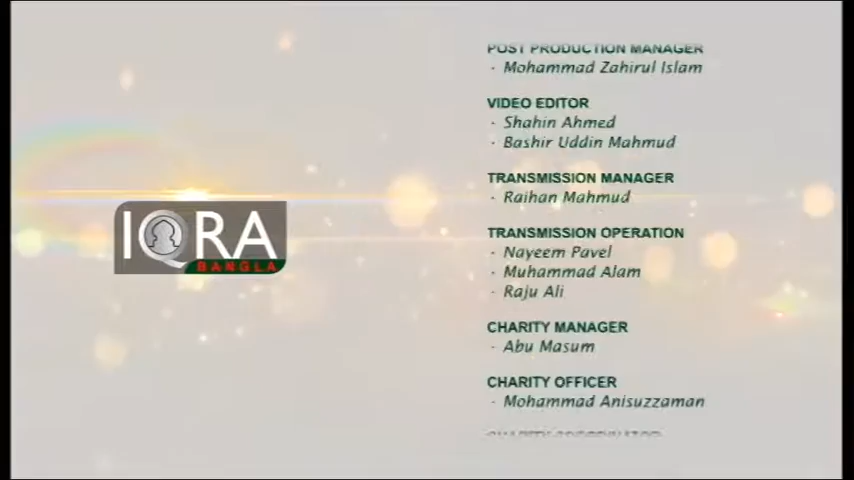 IQRA
BANGLA
POST PRODUCTION MANAGER
- Mohammad Zahirul Islam
VIDEO EDITOR
- Shahin Ahmed
- Bashir Uddin Mahmud
TRANSMISSION MANAGER
- Raihan Mahmud
TRANSMISSION OPERATION
- Nayeem Pavel
- Muhammad Alam
- Raju Ali
CHARITY MANAGER
- Abu Masum
CHARITY OFFICER
- Mohammad Anisuzzaman